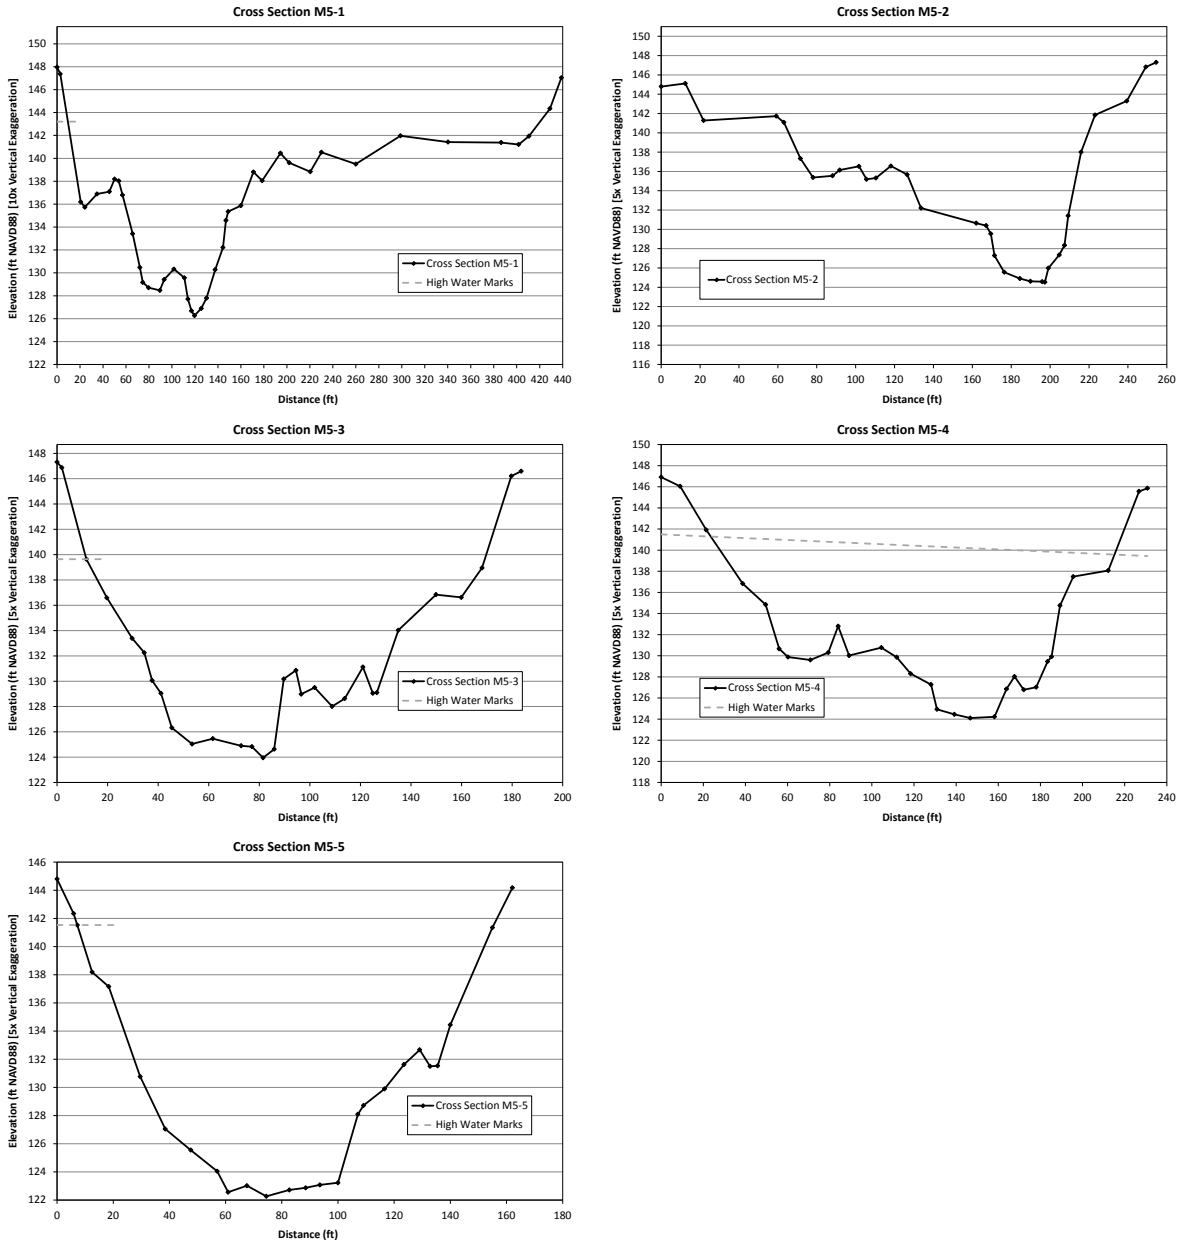 Cross Section M5-1
Elevation (ft NAVD88) [10x Vertical Exaggeration]
150
148
146
144
142
140
138
136
134
132
130
128
126
124
122
Cross Section M5-1
High Water Marks
0 20 40 60 80 100 120 140 160 180 200 220 240 260 280 300 320 340 360 380 400 420 440
Distance (ft)
Cross Section M5-2
Elevation (ft NAVD88) [5x Vertical Exaggeration]
150
148
146
144
142
140
138
136
134
132
130
128
126
124
122
120
118
116
Cross Section M5-2
0 20 40 60 80 100 120 140 160 180 200 220 240 260
Distance (ft)
Cross Section M5-3
Elevation (ft NAVD88) [5x Vertical Exaggeration]
148
146
144
142
140
138
136
134
132
130
128
126
124
122
Cross Section M5-3
High Water Marks
0 20 40 60 80 100 120 140 160 180 200
Distance (ft)
Cross Section M5-4
Elevation (ft NAVD88) [5x Vertical Exaggeration]
150
148
146
144
142
140
138
136
134
132
130
128
126
124
122
120
118
Cross Section M5-4
High Water Marks
0 20 40 60 80 100 120 140 160 180 200 220 240
Distance (ft)
Cross Section M5-5
Elevation (ft NAVD88) [5x Vertical Exaggeration]
146
144
142
140
138
136
134
132
130
128
126
124
122
Cross Section M5-5
High Water Marks
0 20 40 60 80 100 120 140 160 180
Distance (ft)